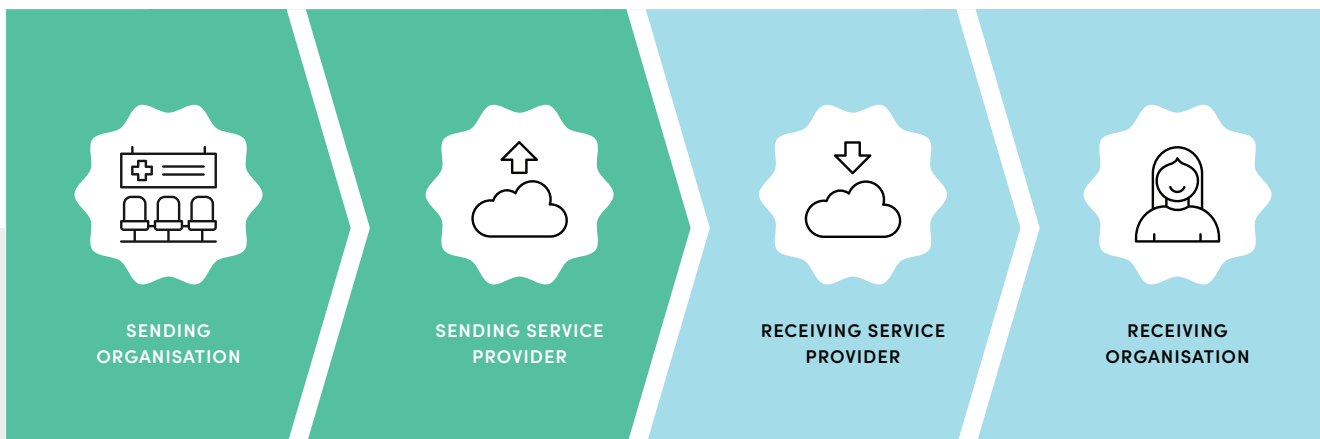 SENDING
ORGANISATION
SENDING SERVICE
PROVIDER
RECEIVING SERVICE
PROVIDER
RECEIVING
ORGANISATION